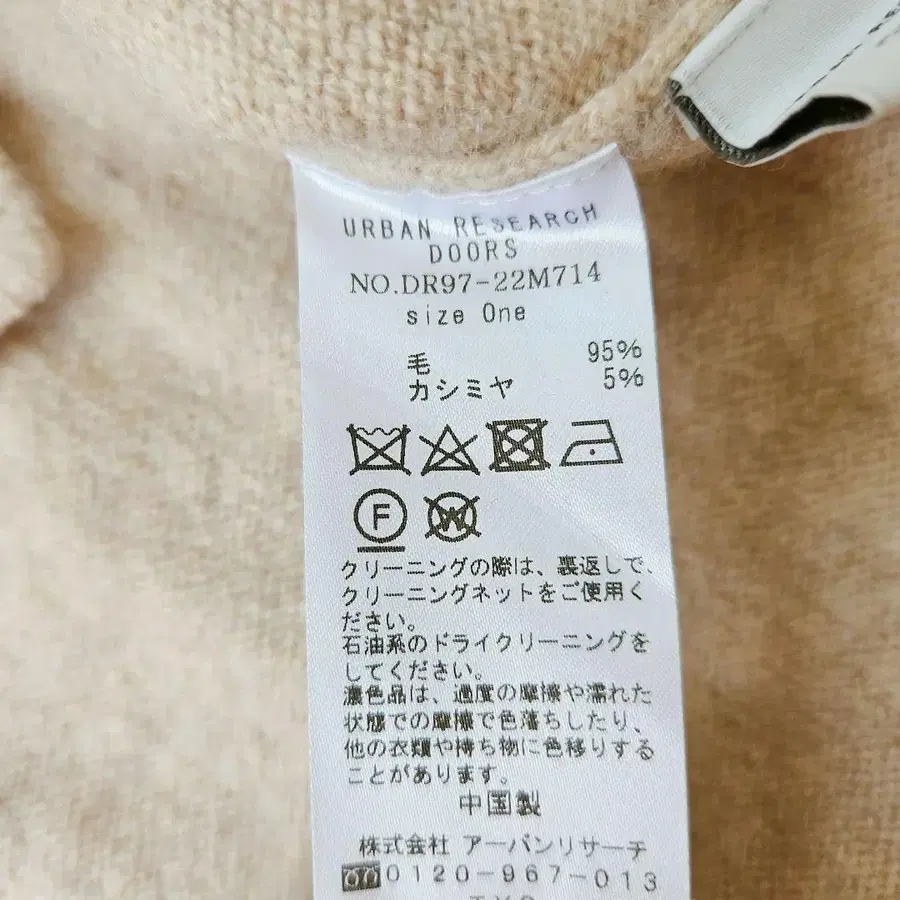 URBAN RESEARCH
DOORS
NO.DR97-22M714
size One
毛 95%
カシミヤ 5%
F
W
クリーニングの際は、裏返しで、
クリーニングネットをご使用く
ださい。
石油系のドライクリーニングを
してください。
濃色品は、過度の摩擦や濡れた
状態での摩擦で色落ちしたり、
他の衣類や持ち物に色移りする
ことがあります。
中国製
株式会社 アーバンリサーチ
0120-967-013